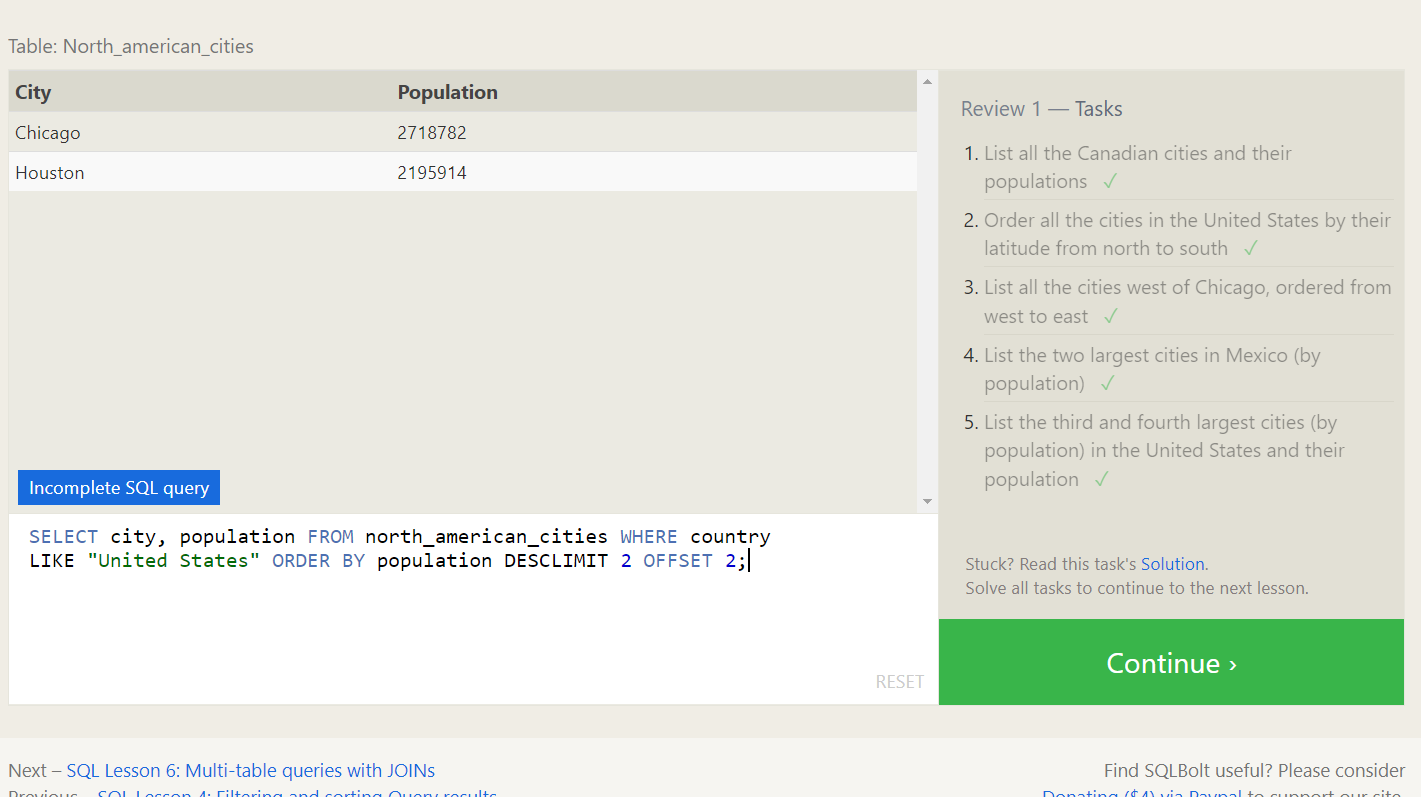 Table: North_american_cities
City Population
Chicago 2718782
Houston 2195914
Incomplete SQL query
SELECT city, population FROM north_american_cities WHERE country
LIKE "United States" ORDER BY population DESCLIMIT 2 OFFSET 2;
RESET
Review 1 — Tasks
1. List all the Canadian cities and their
populations ✓
2. Order all the cities in the United States by their
latitude from north to south ✓
3. List all the cities west of Chicago, ordered from
west to east ✓
4. List the two largest cities in Mexico (by
population) ✓
5. List the third and fourth largest cities (by
population) in the United States and their
population ✓
Stuck? Read this task's Solution.
Solve all tasks to continue to the next lesson.
Continue ›
Next – SQL Lesson 6: Multi-table queries with JOINs
Previous – SQL Lesson 4: Filtering and sorting Query results
Find SQLBolt useful? Please consider
Donating ($4) via Paypal to support our site.